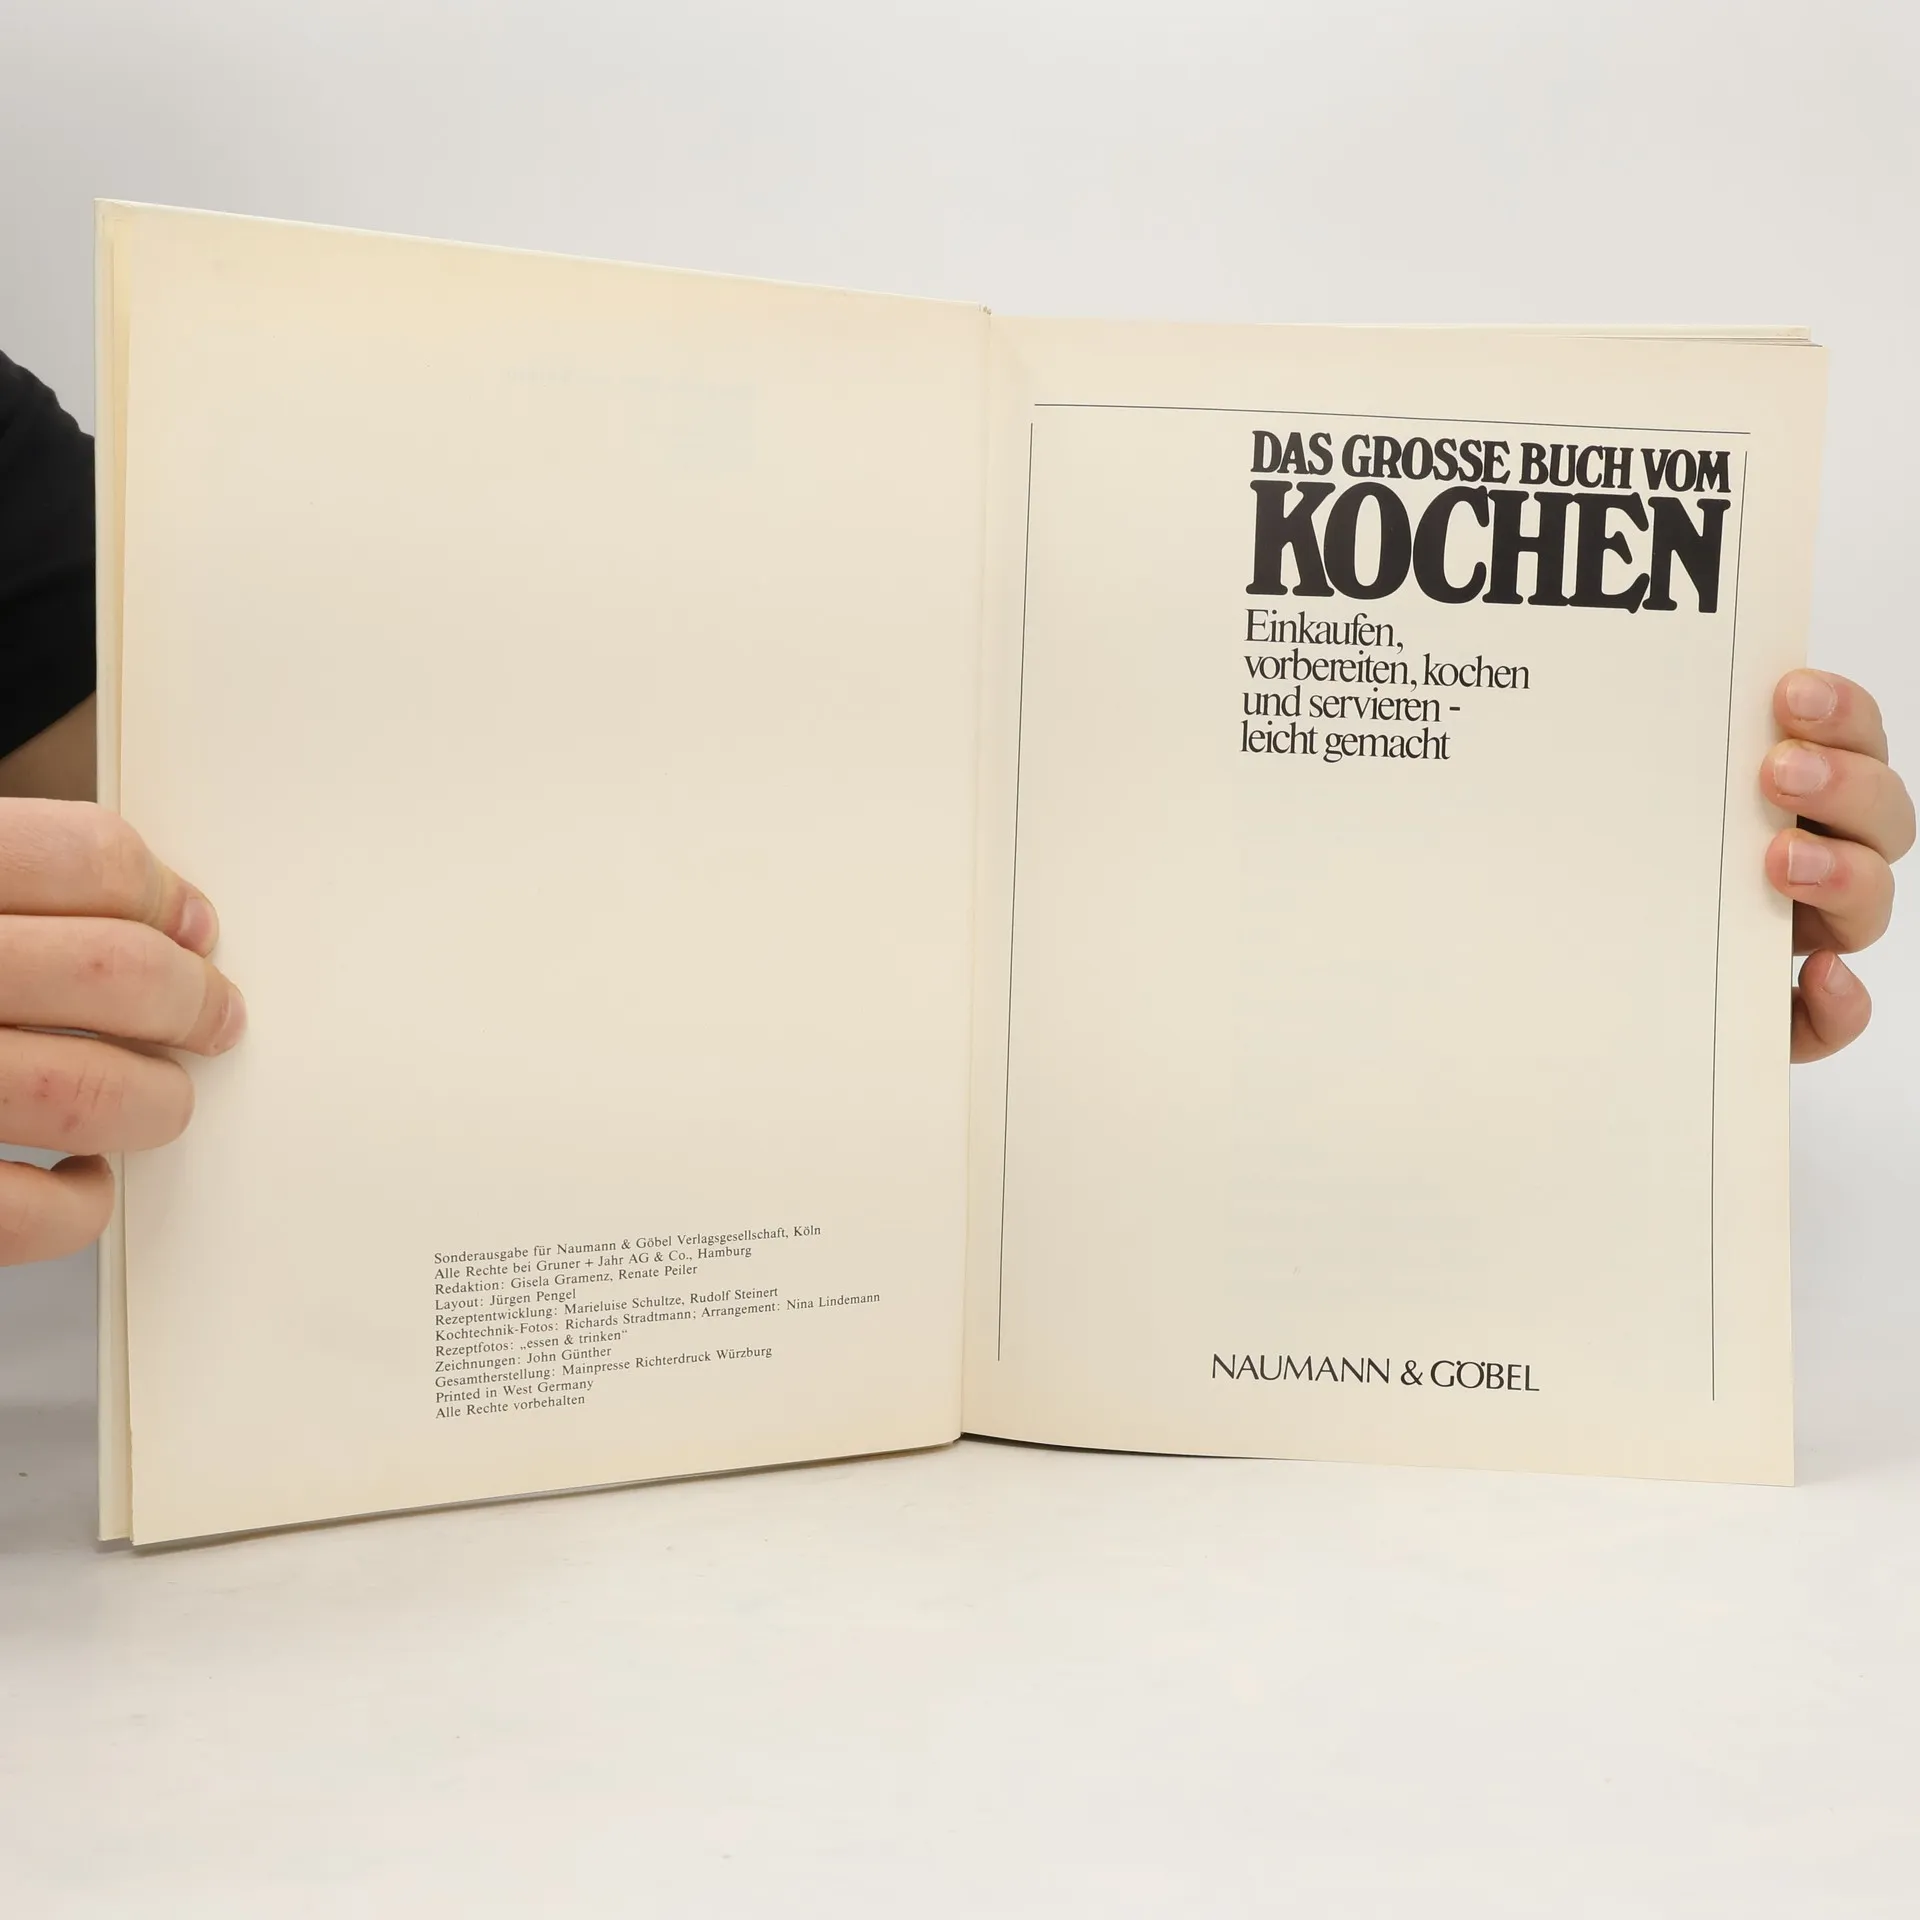 Sonderausgabe für Naumann & Göbel Verlagsgesellschaft, Köln
Alle Rechte bei Gruner + Jahr AG & Co., Hamburg
Redaktion: Gisela Gramenz, Renate Peiler
Layout: Jürgen Pengel
Rezeptentwicklung: Marieluise Schultze, Rudolf Steinert
Kochtechnik-Fotos: Richards Stradtmann; Arrangement: Nina Lindemann
Rezeptfotos: „essen & trinken“
Zeichnungen: John Günther
Gesamtherstellung: Mainpresse Richterdruck Würzburg
Printed in West Germany
Alle Rechte vorbehalten
DAS GROSSE BUCH VOM
KOCHEN
Einkaufen,
vorbereiten, kochen
und servieren -
leicht gemacht
NAUMANN & GÖBEL